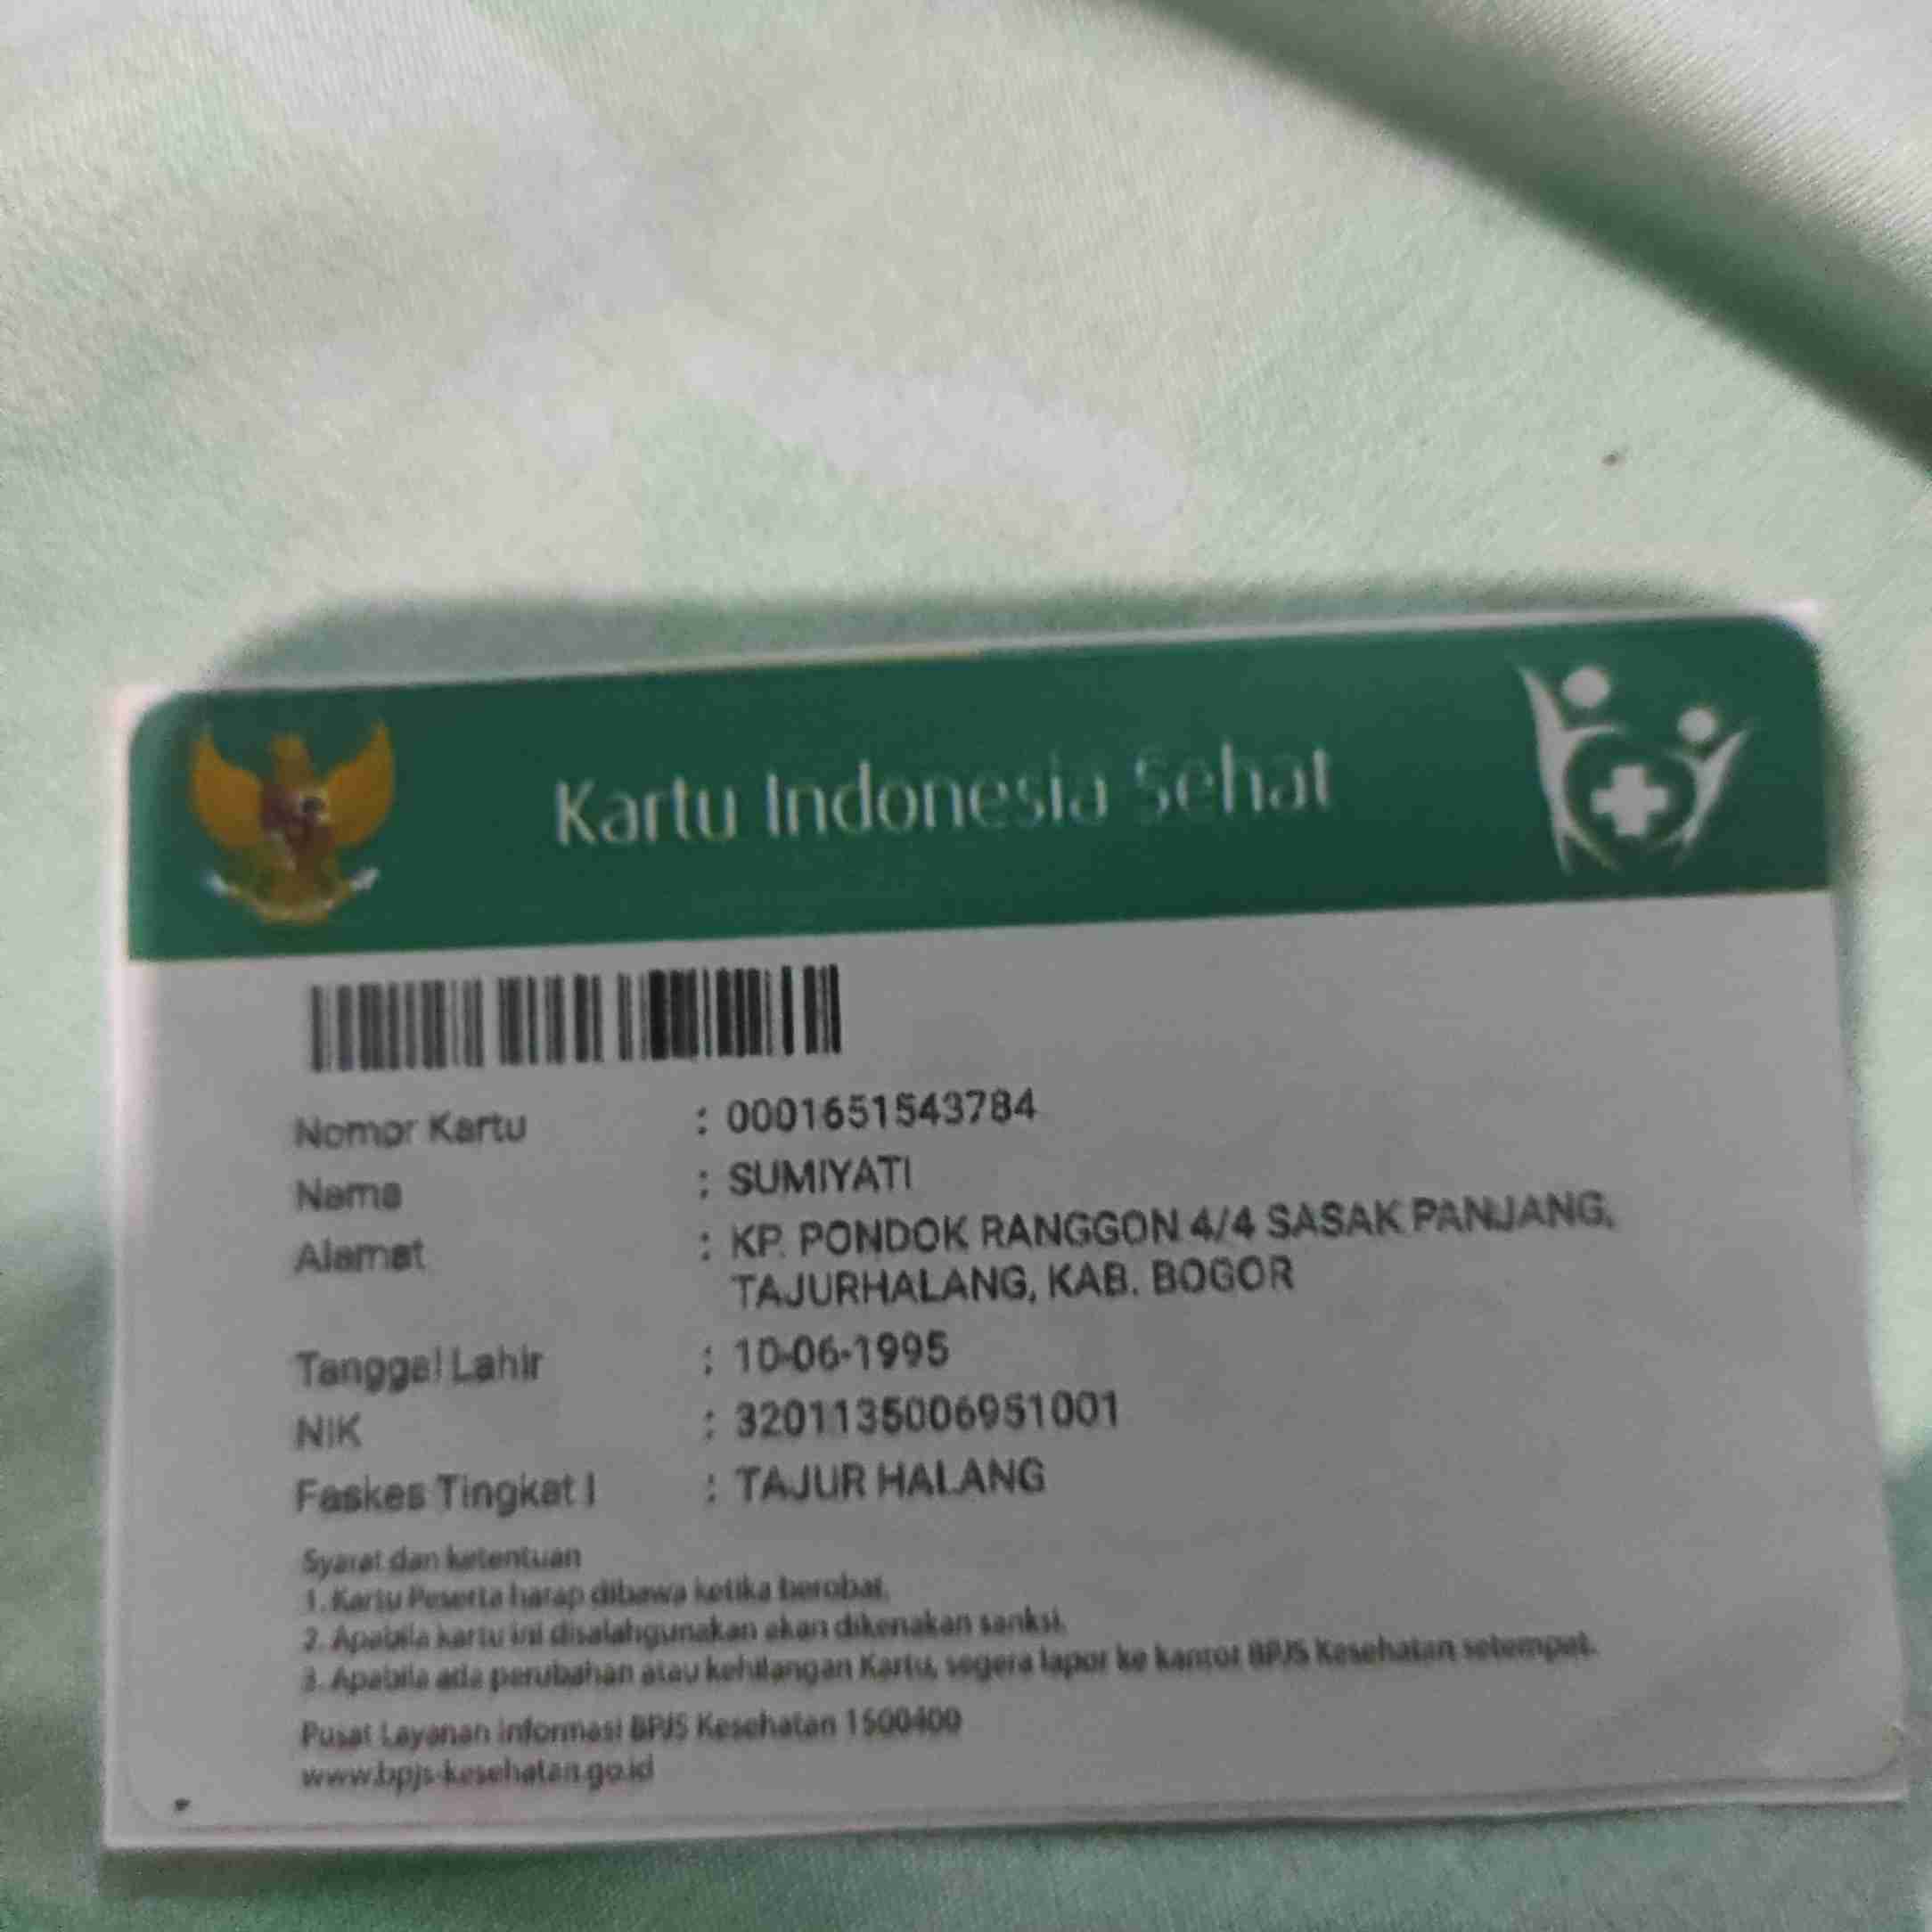 Kartu Indonesia Sehat
Nomor Kartu : 0001651543784
Nama : SUMIYATI
Alamat : KP. PONDOK RANGGON 4/4 SASAK PANJANG,
TAJURHALANG, KAB. BOGOR
Tanggal Lahir : 10-06-1995
NIK : 3201135006951001
Faskes Tingkat I : TAJUR HALANG
Syarat dan ketentuan
1. Kartu Peserta harap dibawa ketika berobat.
2. Apabila kartu ini disalahgunakan akan dikenakan sanksi.
3. Apabila ada perubahan atau kehilangan Kartu, segera lapor ke kantor BPJS Kesehatan setempat.
Pusat Layanan informasi BPJS Kesehatan 1500400
www.bpjs-kesehatan.go.id